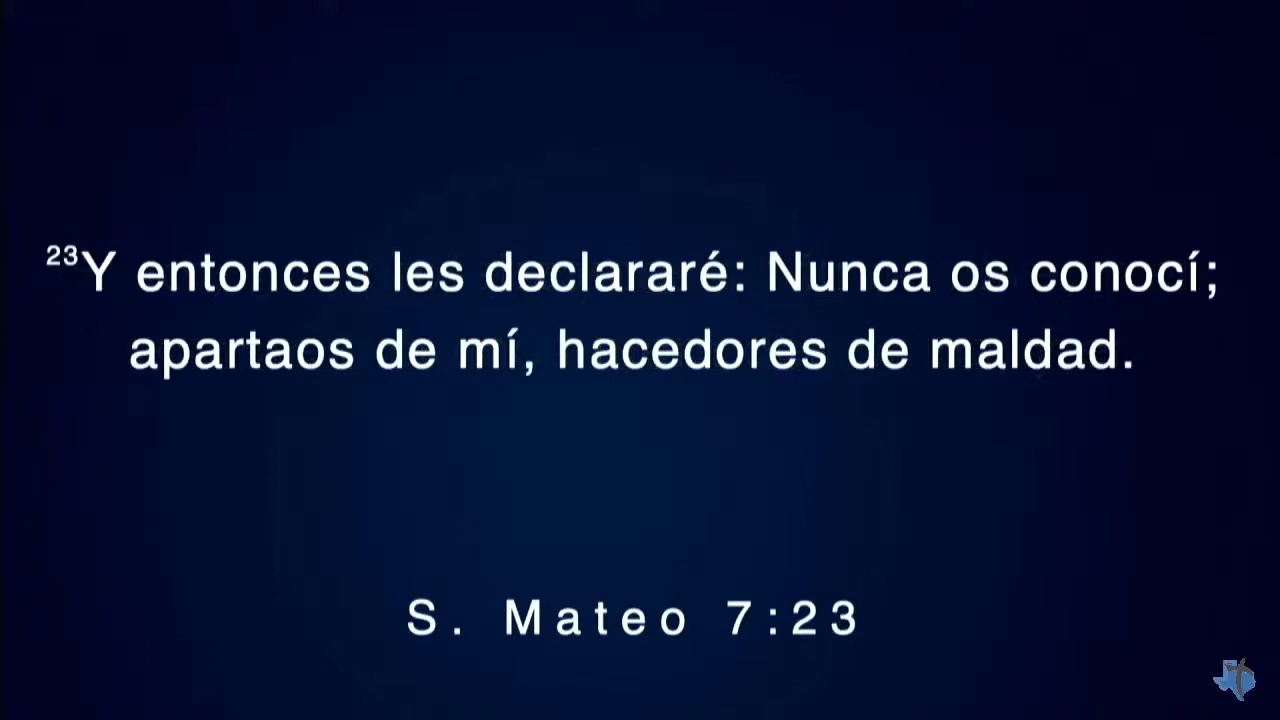 ²³Y entonces les declararé: Nunca os conocí;
apartaos de mí, hacedores de maldad.
S. Mateo 7:23